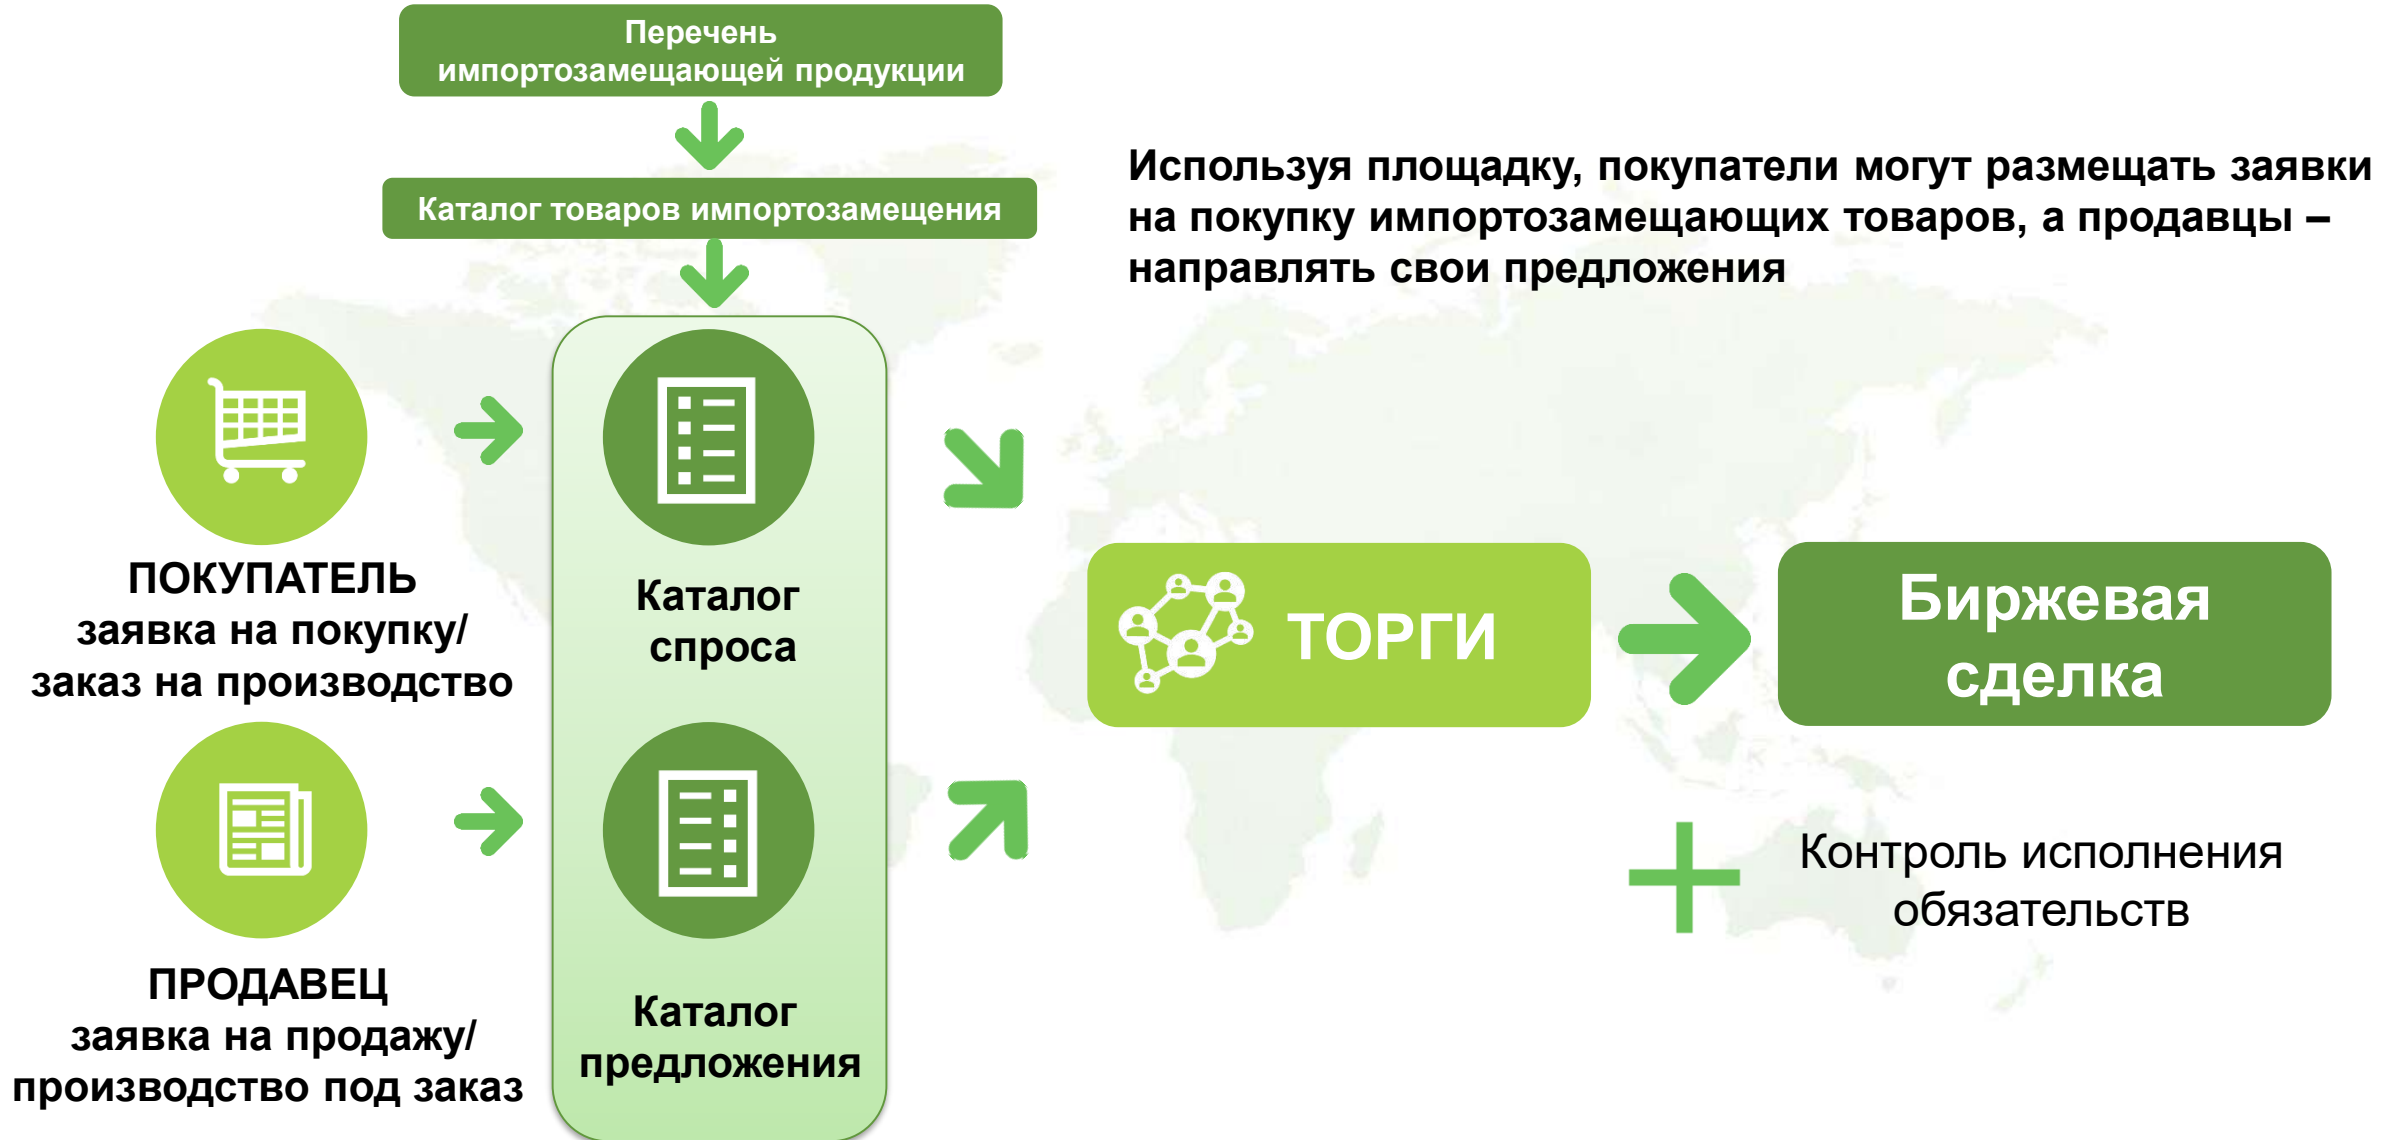 Перечень
импортозамещающей продукции
Каталог товаров импортозамещения
Используя площадку, покупатели могут размещать заявки
на покупку импортозамещающих товаров, а продавцы –
направлять свои предложения
ПОКУПАТЕЛЬ
заявка на покупку/
заказ на производство
Каталог
спроса
ТОРГИ
Биржевая
сделка
ПРОДАВЕЦ
заявка на продажу/
производство под заказ
Каталог
предложения
Контроль исполнения
обязательств